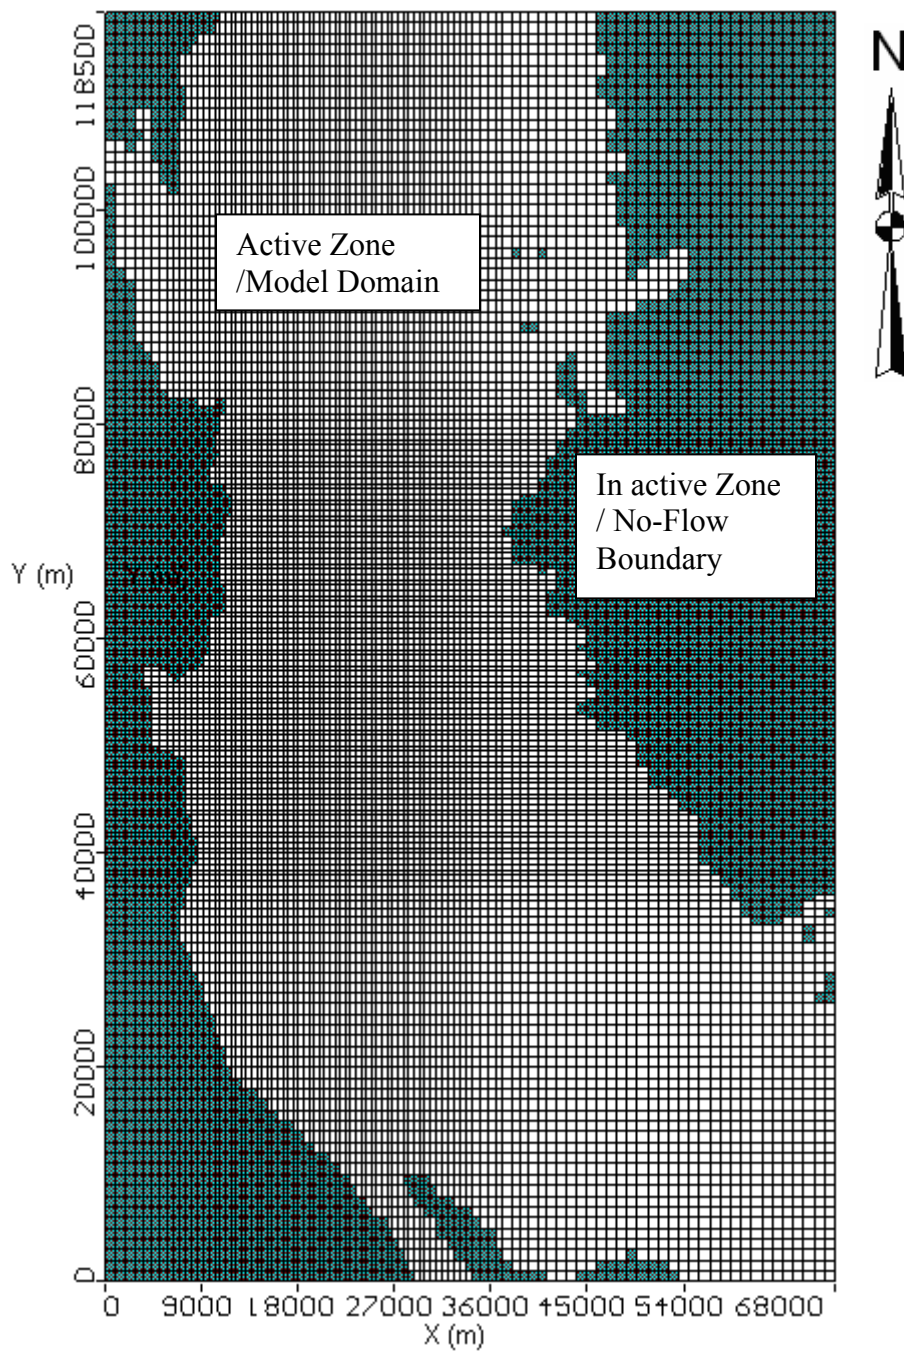 N
118500
100000
80000
60000
40000
20000
0
Active Zone
/Model Domain
In active Zone
/ No-Flow
Boundary
Y (m)
0 9000 18000 27000 36000 45000 54000 68000
X (m)